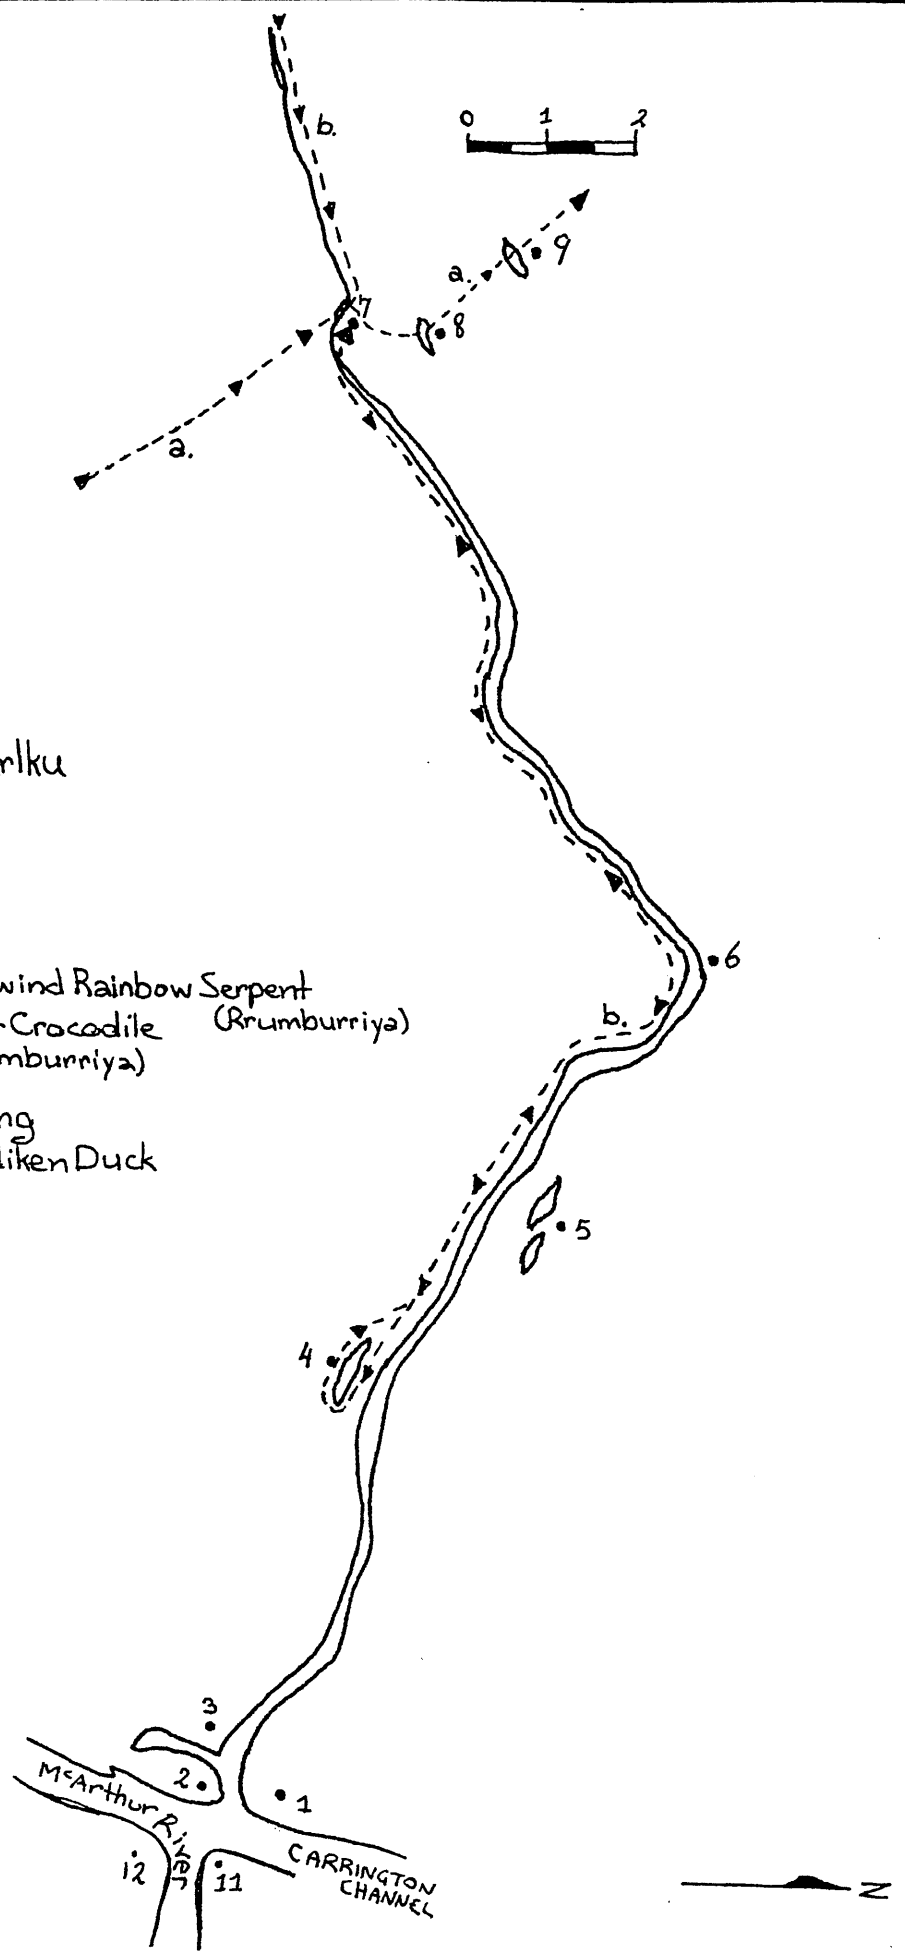 b.
0 1 2
9
a.
7
8
a.
rlku
6
wind Rainbow Serpent
-Crocodile (Rrumburriya)
mburriya)
b.
ng
liken Duck
5
4
3
McArthur River
2
1
12
11
CARRINGTON
CHANNEL
N